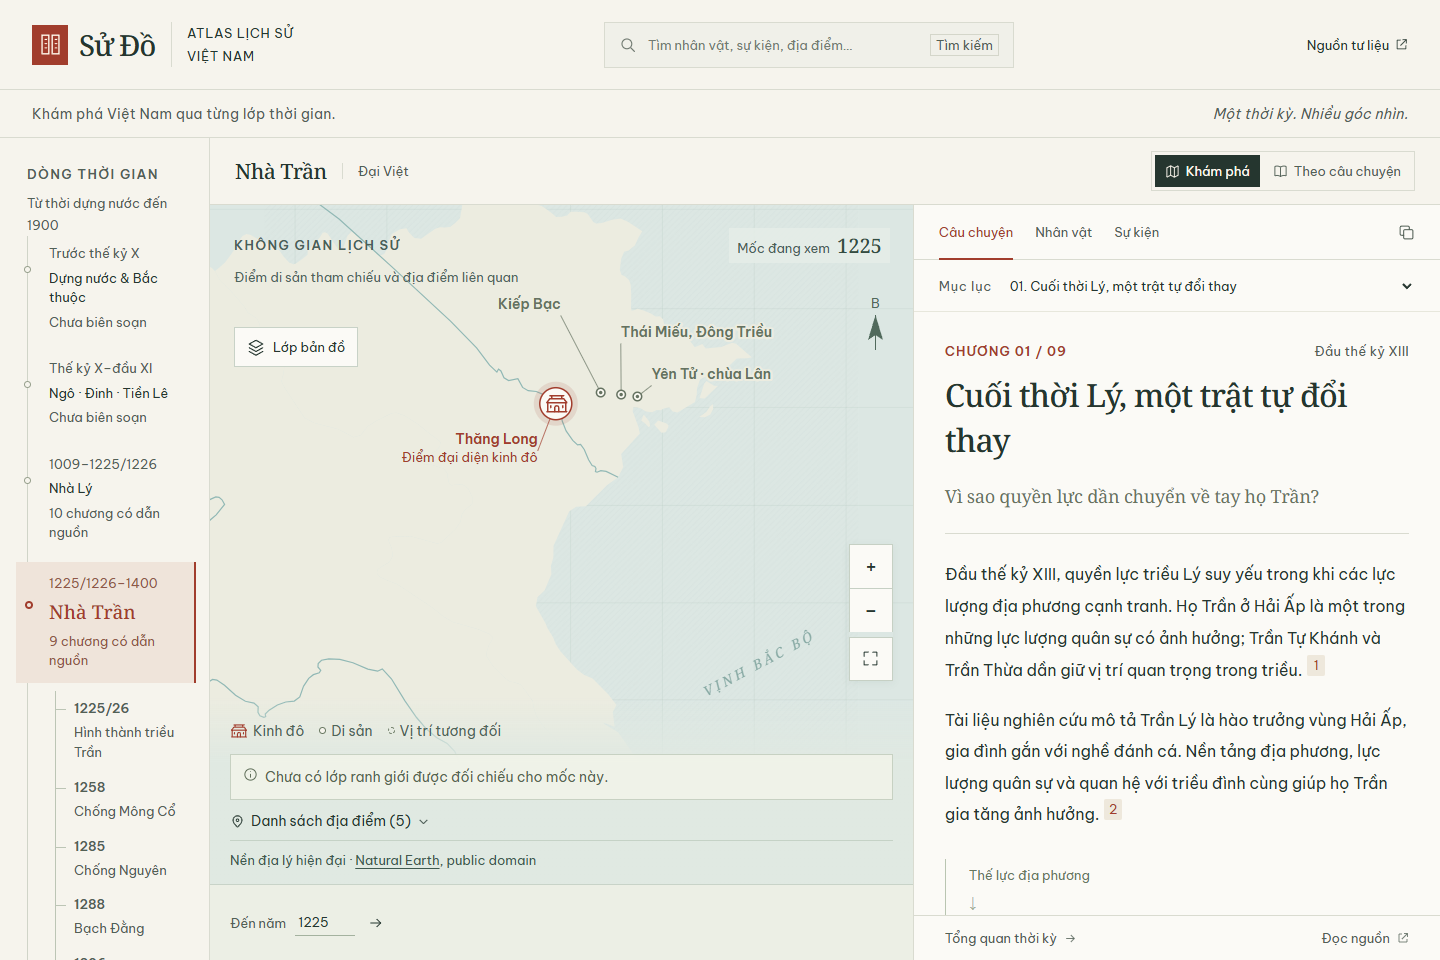 Sử Đồ
ATLAS LỊCH SỬ
VIỆT NAM
Tìm nhân vật, sự kiện, địa điểm...
Tìm kiếm
Nguồn tư liệu
Khám phá Việt Nam qua từng lớp thời gian.
Một thời kỳ. Nhiều góc nhìn.
DÒNG THỜI GIAN
Từ thời dựng nước đến
1900
Trước thế kỷ X
Dựng nước & Bắc
thuộc
Chưa biên soạn
Thế kỷ X–đầu XI
Ngô · Đinh · Tiền Lê
Chưa biên soạn
1009–1225/1226
Nhà Lý
10 chương có dẫn
nguồn
1225/1226–1400
Nhà Trần
9 chương có dẫn
nguồn
1225/26
Hình thành triều
Trần
1258
Chống Mông Cổ
1285
Chống Nguyên
1288
Bạch Đằng
Nhà Trần
Đại Việt
Khám phá
Theo câu chuyện
KHÔNG GIAN LỊCH SỬ
Điểm di sản tham chiếu và địa điểm liên quan
Mốc đang xem 1225
Lớp bản đồ
B
Kiếp Bạc
Thái Miếu, Đông Triều
Yên Tử · chùa Lân
Thăng Long
Điểm đại diện kinh đô
VỊNH BẮC BỘ
+
−
Kinh đô
Di sản
Vị trí tương đối
Chưa có lớp ranh giới được đối chiếu cho mốc này.
Danh sách địa điểm (5)
Nền địa lý hiện đại · Natural Earth, public domain
Đến năm 1225 →
Câu chuyện
Nhân vật
Sự kiện
Mục lục
01. Cuối thời Lý, một trật tự đổi thay
CHƯƠNG 01 / 09
Đầu thế kỷ XIII
Cuối thời Lý, một trật tự đổi
thay
Vì sao quyền lực dần chuyển về tay họ Trần?
Đầu thế kỷ XIII, quyền lực triều Lý suy yếu trong khi các lực
lượng địa phương cạnh tranh. Họ Trần ở Hải Ấp là một trong
những lực lượng quân sự có ảnh hưởng; Trần Tự Khánh và
Trần Thừa dần giữ vị trí quan trọng trong triều. 1
Tài liệu nghiên cứu mô tả Trần Lý là hào trưởng vùng Hải Ấp,
gia đình gắn với nghề đánh cá. Nền tảng địa phương, lực
lượng quân sự và quan hệ với triều đình cùng giúp họ Trần
gia tăng ảnh hưởng. 2
Thế lực địa phương
↓
Tổng quan thời kỳ →
Đọc nguồn